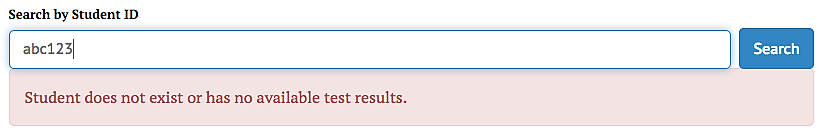 Search by Student ID
abc123
Search
Student does not exist or has no available test results.